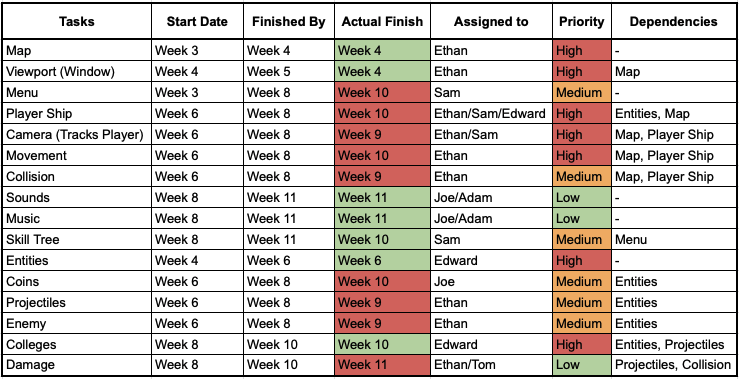 Tasks Start Date Finished By Actual Finish Assigned to Priority Dependencies
Map Week 3 Week 4 Week 4 Ethan High -
Viewport (Window) Week 4 Week 5 Week 4 Ethan High Map
Menu Week 3 Week 8 Week 10 Sam Medium -
Player Ship Week 6 Week 8 Week 10 Ethan/Sam/Edward High Entities, Map
Camera (Tracks Player) Week 6 Week 8 Week 9 Ethan/Sam High Map, Player Ship
Movement Week 6 Week 8 Week 10 Ethan High Map, Player Ship
Collision Week 6 Week 8 Week 9 Ethan Medium Map, Player Ship
Sounds Week 8 Week 11 Week 11 Joe/Adam Low -
Music Week 8 Week 11 Week 11 Joe/Adam Low -
Skill Tree Week 8 Week 11 Week 10 Sam Medium Menu
Entities Week 4 Week 6 Week 6 Edward High -
Coins Week 6 Week 8 Week 10 Joe Medium Entities
Projectiles Week 6 Week 8 Week 9 Ethan Medium Entities
Enemy Week 6 Week 8 Week 9 Ethan Medium Entities
Colleges Week 8 Week 10 Week 10 Edward High Entities, Projectiles
Damage Week 8 Week 10 Week 11 Ethan/Tom Low Projectiles, Collision